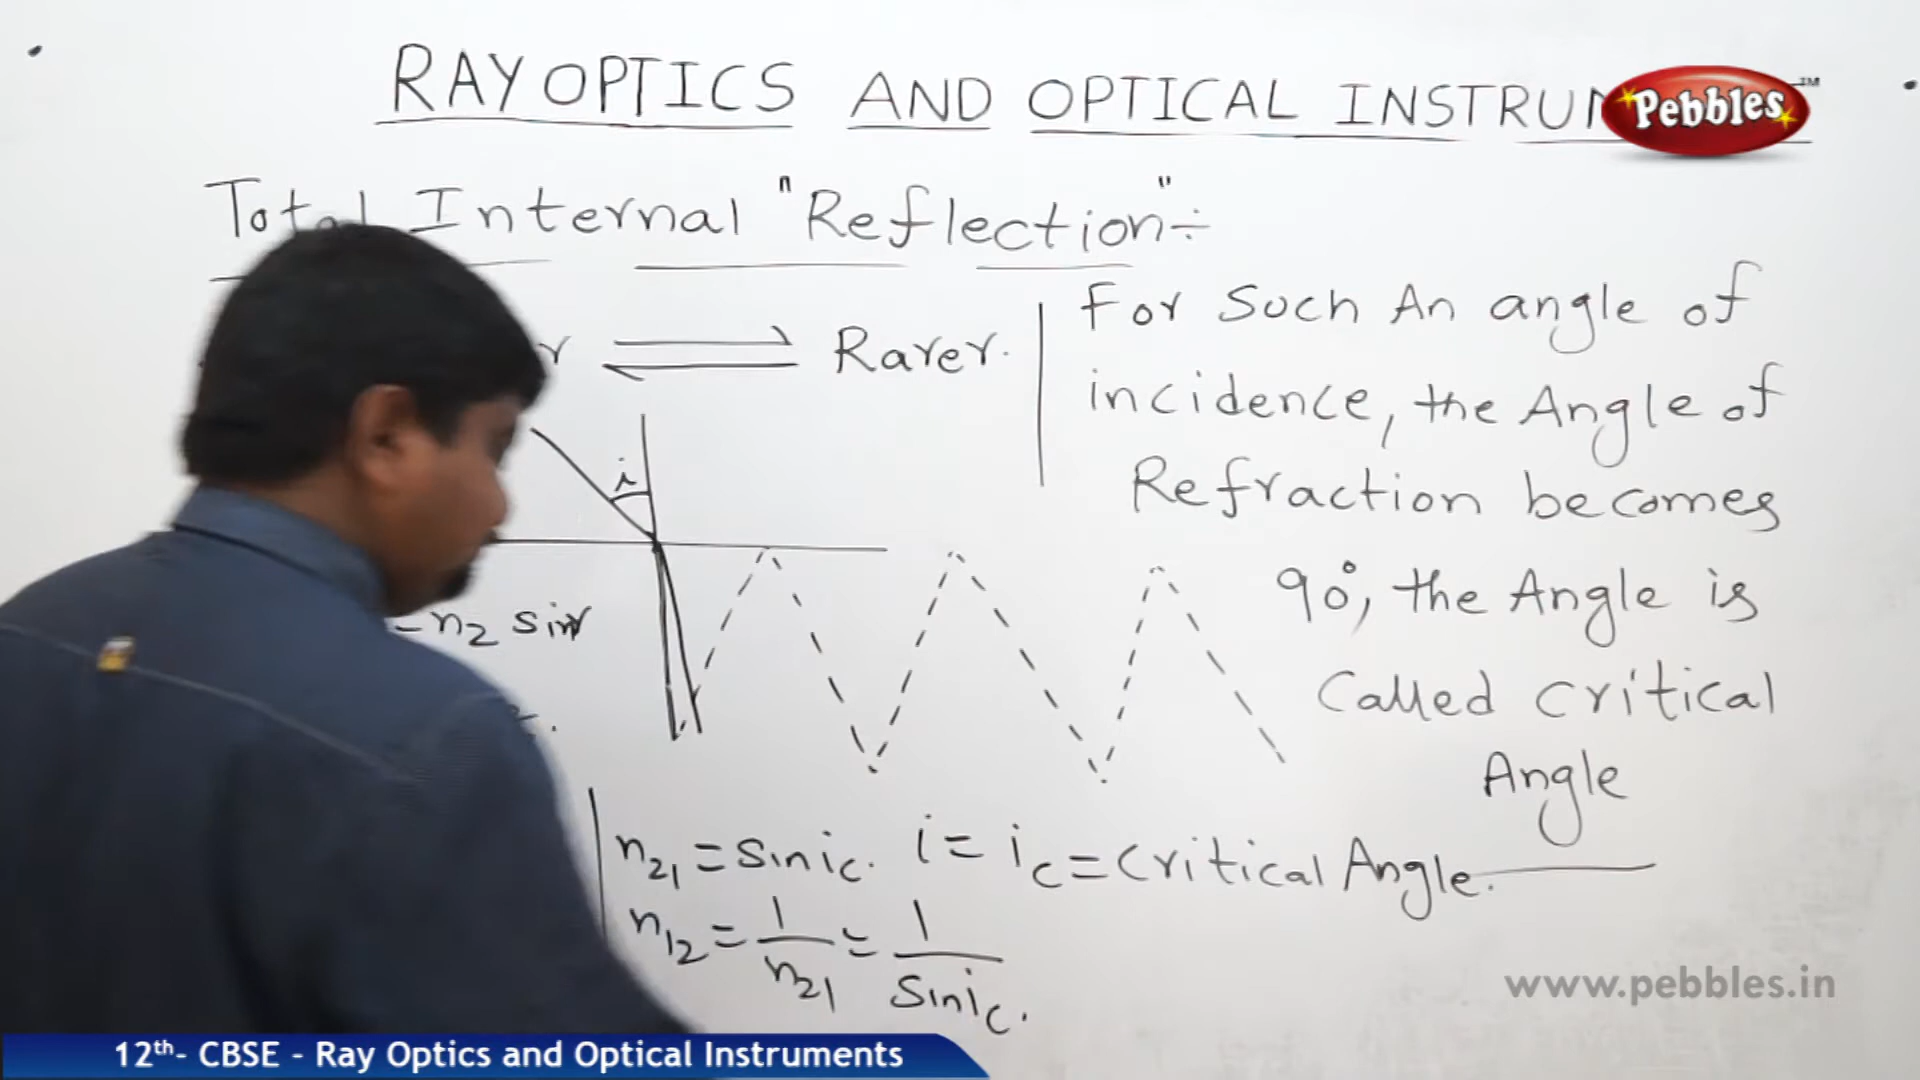 RAY OPTICS AND OPTICAL INSTRUM
Pebbles™
Total Internal "Reflection"÷
r ⇌ Rarer.
For Such An angle of
incidence, the Angle of
Refraction becomes
90°, the Angle is
Called critical
Angle
i
n2 sinr
n21 = sin ic. i = ic = critical Angle.
n12 = 1/n21 = 1/sin ic.
www.pebbles.in
12th- CBSE - Ray Optics and Optical Instruments